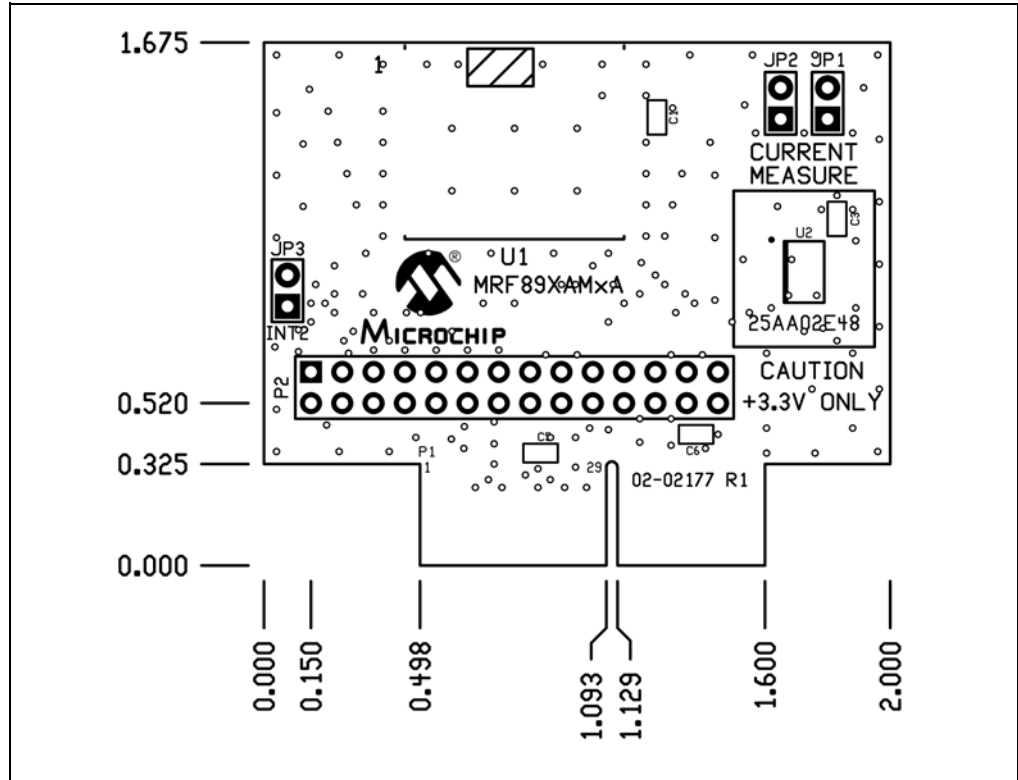 1.675
1
JP2 JP1
C1
CURRENT
MEASURE
C3
U2
JP3
®
U1
MRF89XAMxA
INT2
MICROCHIP
25AA02E48
P2
CAUTION
+3.3V ONLY
0.520
P1
1
29
C6
0.325
02-02177 R1
0.000
0.000
0.150
0.498
1.093
1.129
1.600
2.000